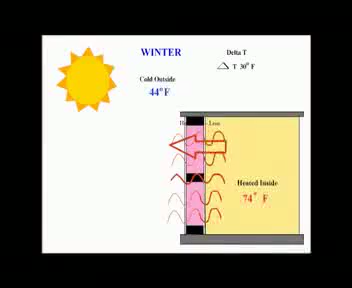 WINTER
Delta T
△ T 30° F
Cold Outside
44°F
Loss
Heated Inside
74° F